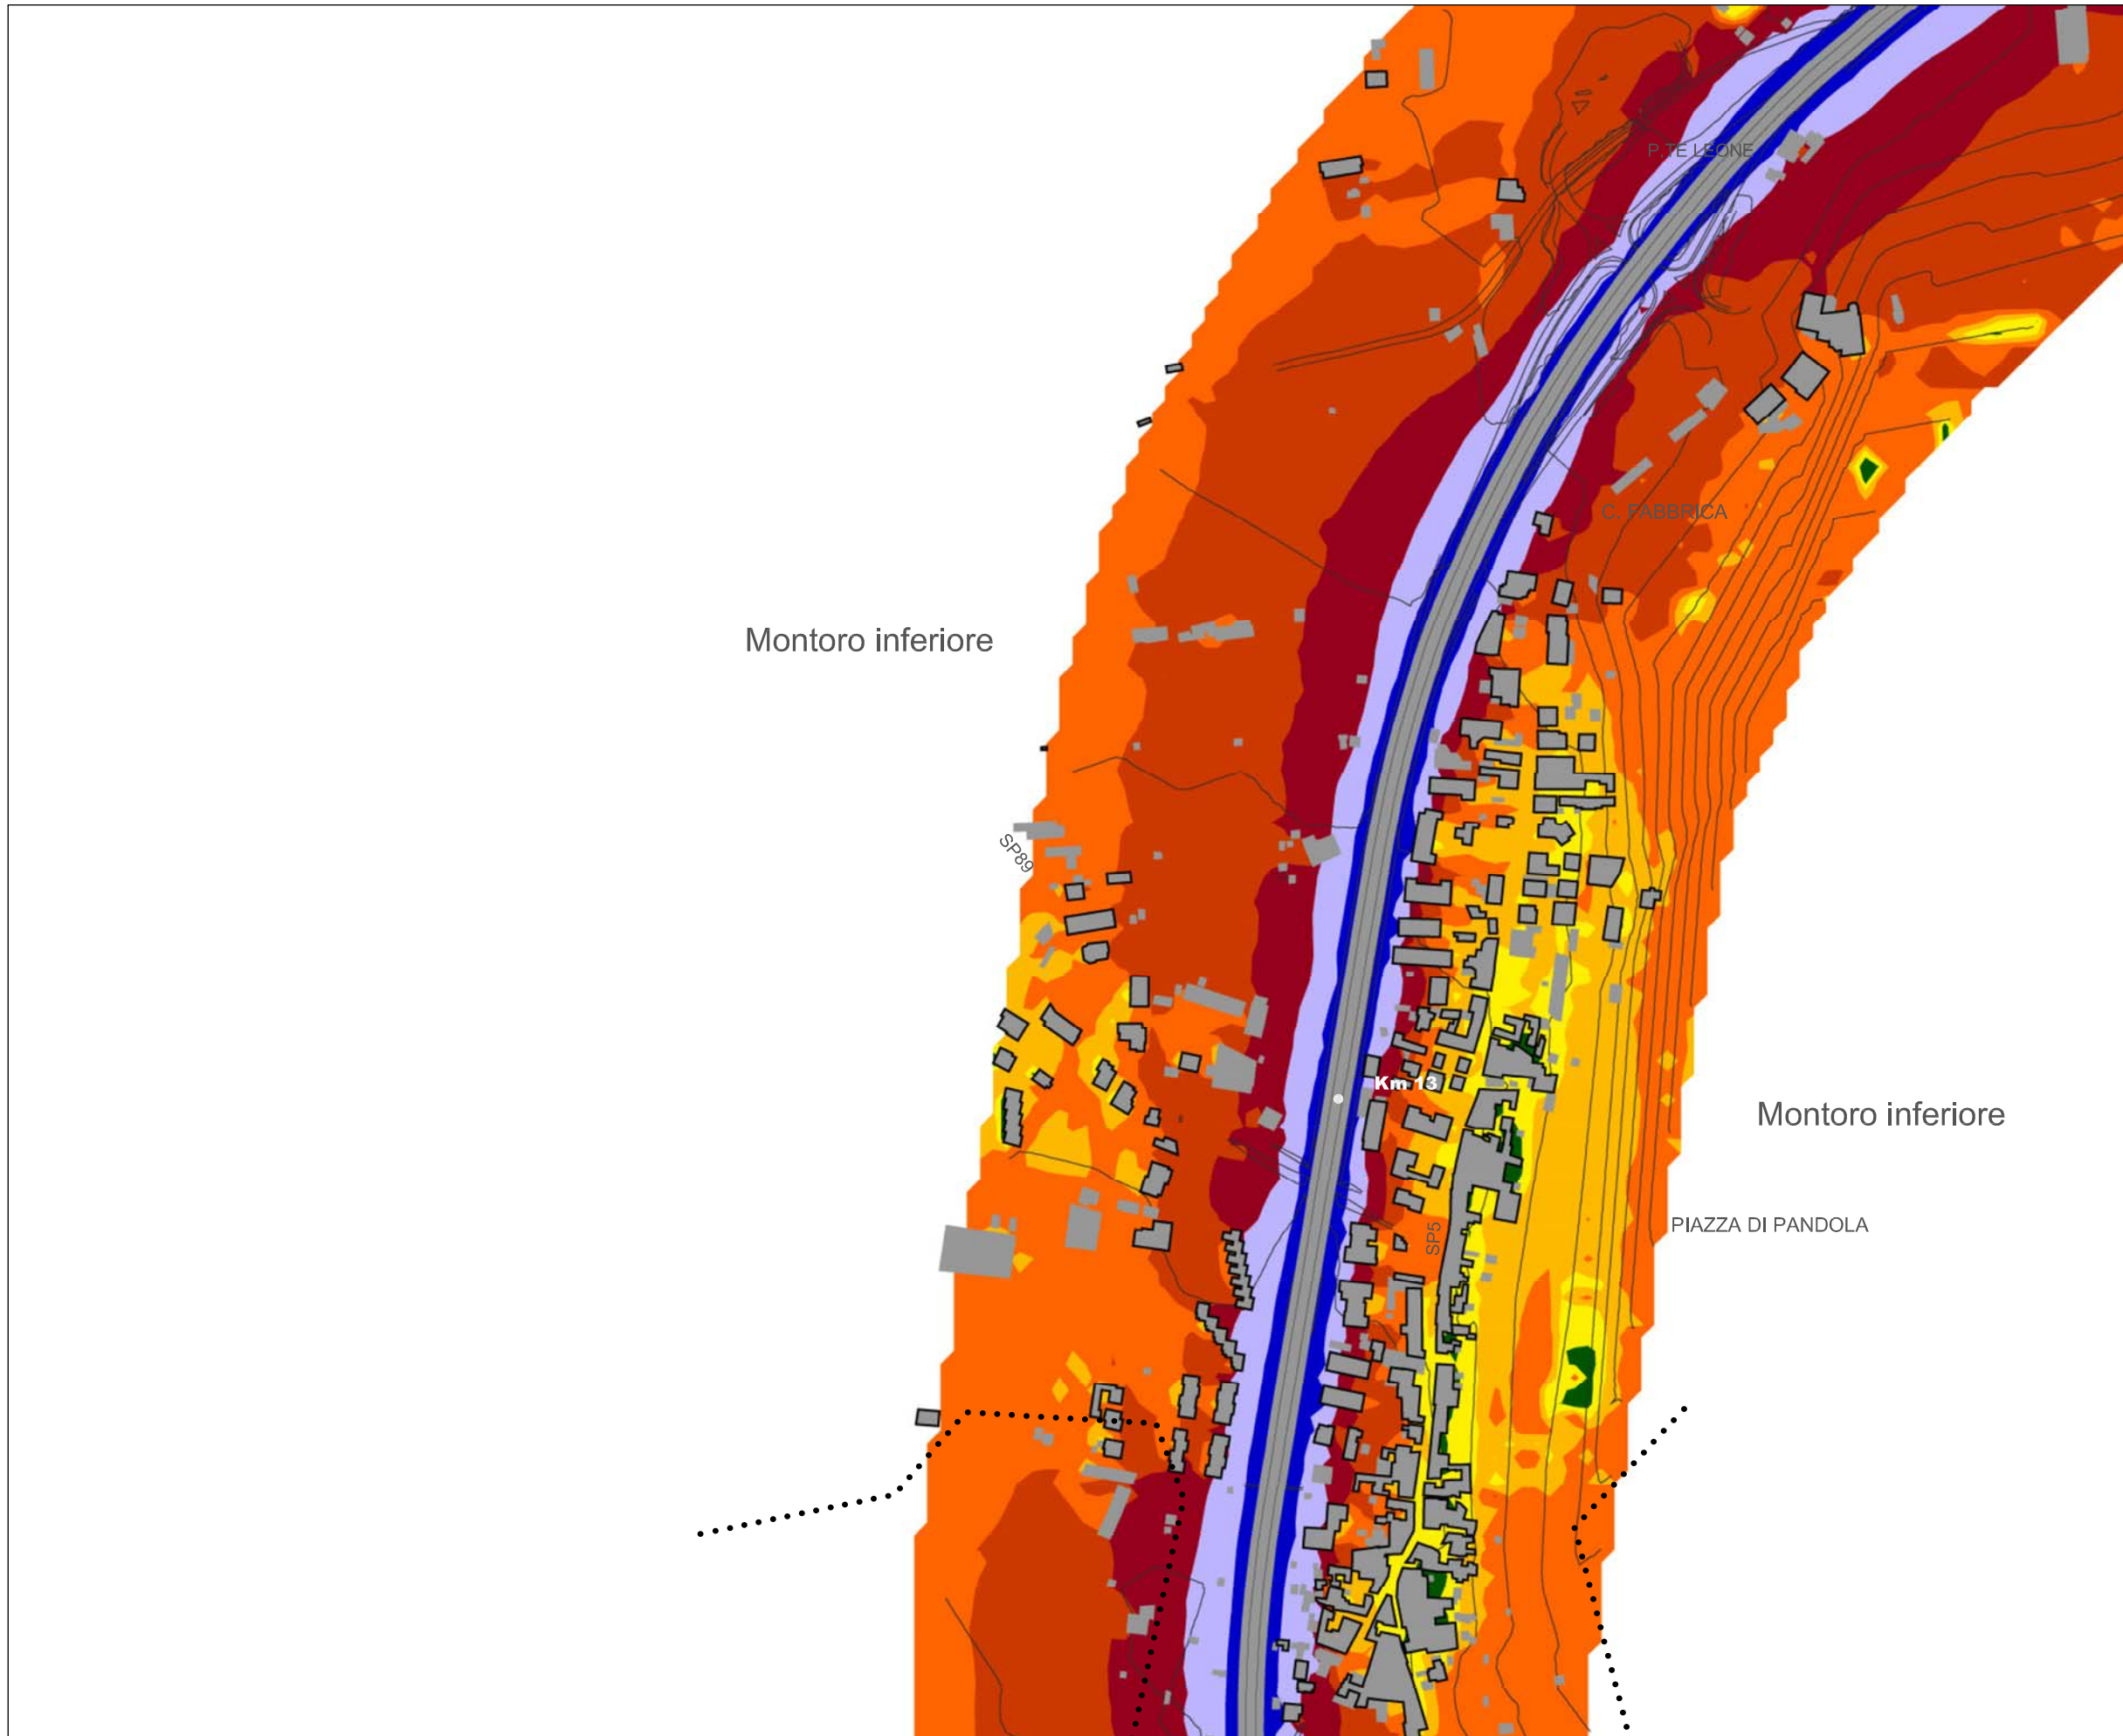 P.TE LEONE
C. FABBRICA
Montoro inferiore
SP89
Km 13
Montoro inferiore
PIAZZA DI PANDOLA
SP5